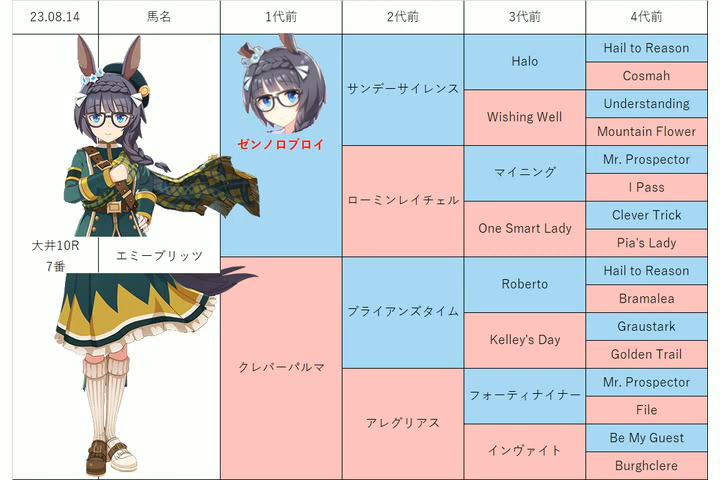 23.08.14
馬名
1代前
2代前
3代前
4代前
大井10R
7番
エミーブリッツ
ゼンノロブロイ
クレバーパルマ
サンデーサイレンス
ローミンレイチェル
ブライアンズタイム
アレグリアス
Halo
Wishing Well
マイニング
One Smart Lady
Roberto
Kelley's Day
フォーティナイナー
インヴァイト
Hail to Reason
Cosmah
Understanding
Mountain Flower
Mr. Prospector
I Pass
Clever Trick
Pia's Lady
Hail to Reason
Bramalea
Graustark
Golden Trail
Mr. Prospector
File
Be My Guest
Burghclere